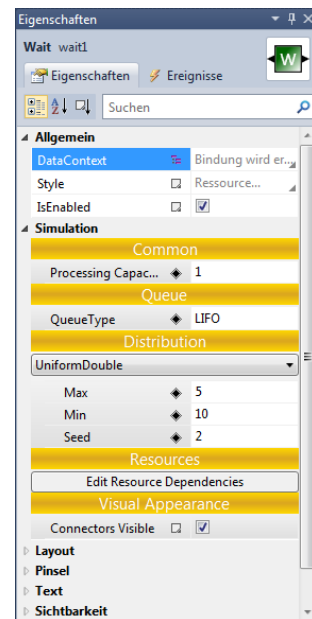 Eigenschaften
Wait wait1
W
Eigenschaften Ereignisse
Suchen
Allgemein
DataContext Bindung wird er...
Style Ressource...
IsEnabled
Simulation
Common
Processing Capac... 1
Queue
QueueType LIFO
Distribution
UniformDouble
Max 5
Min 10
Seed 2
Resources
Edit Resource Dependencies
Visual Appearance
Connectors Visible
Layout
Pinsel
Text
Sichtbarkeit